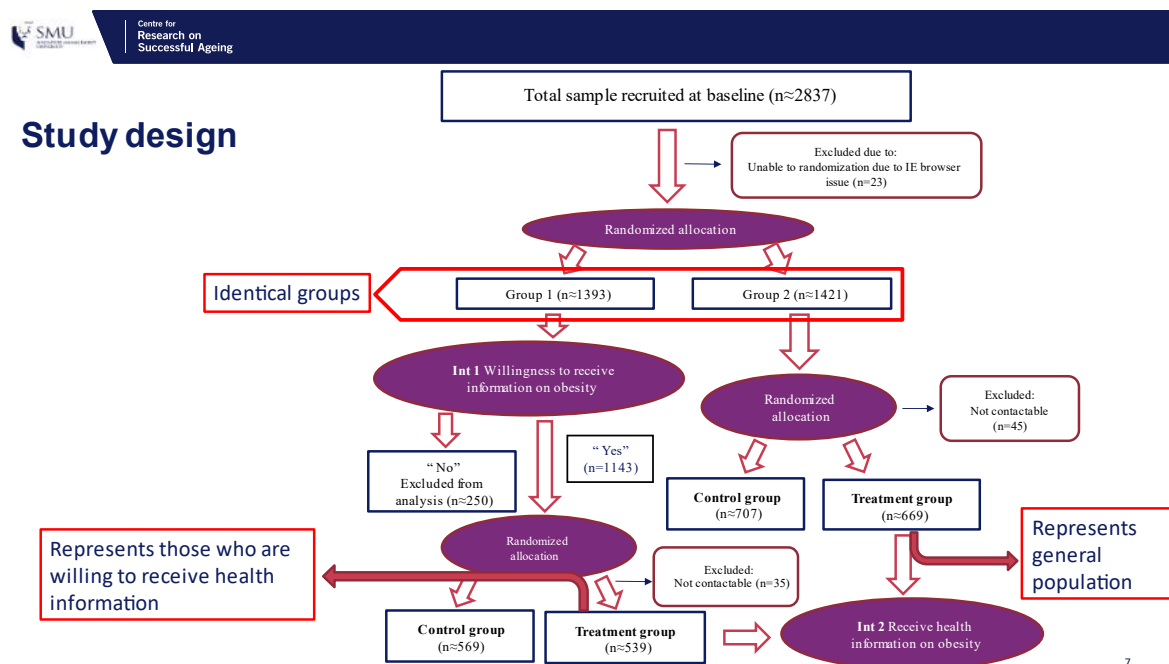 SMU
Centre for
Research on
Successful Ageing
Study design
Total sample recruited at baseline (n≈2837)
Excluded due to:
Unable to randomization due to IE browser
issue (n=23)
Randomized allocation
Identical groups
Group 1 (n≈1393)
Group 2 (n≈1421)
Int 1 Willingness to receive
information on obesity
Randomized
allocation
Excluded:
Not contactable
(n=45)
“ No”
Excluded from
analysis (n≈250)
“ Yes”
(n=1143)
Control group
(n≈707)
Treatment group
(n≈669)
Represents those who are
willing to receive health
information
Randomized
allocation
Excluded:
Not contactable (n=35)
Represents
general
population
Control group
(n≈569)
Treatment group
(n≈539)
Int 2 Receive health
information on obesity
7